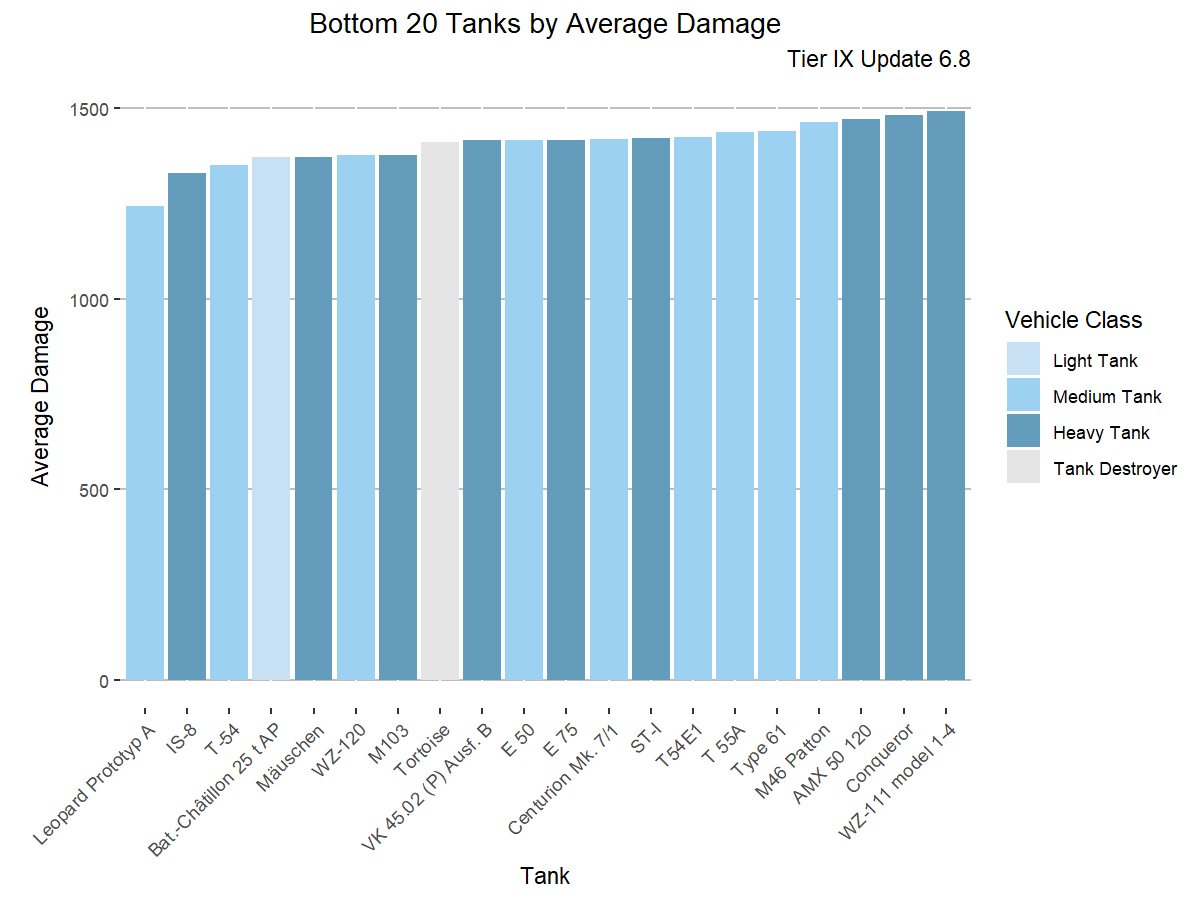 Bottom 20 Tanks by Average Damage
Tier IX Update 6.8
Average Damage
1500
1000
500
0
Leopard Prototyp A
IS-8
T-54
Bat.-Châtillon 25 t AP
Mäuschen
WZ-120
M103
Tortoise
VK 45.02 (P) Ausf. B
E 50
E 75
Centurion Mk. 7/1
ST-I
T54E1
T 55A
Type 61
M46 Patton
AMX 50 120
Conqueror
WZ-111 model 1-4
Tank
Vehicle Class
Light Tank
Medium Tank
Heavy Tank
Tank Destroyer